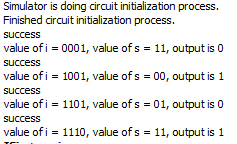 Simulator is doing circuit initialization process.
Finished circuit initialization process.
success
value of i = 0001, value of s = 11, output is 0
success
value of i = 1001, value of s = 00, output is 1
success
value of i = 1101, value of s = 01, output is 0
success
value of i = 1110, value of s = 11, output is 1